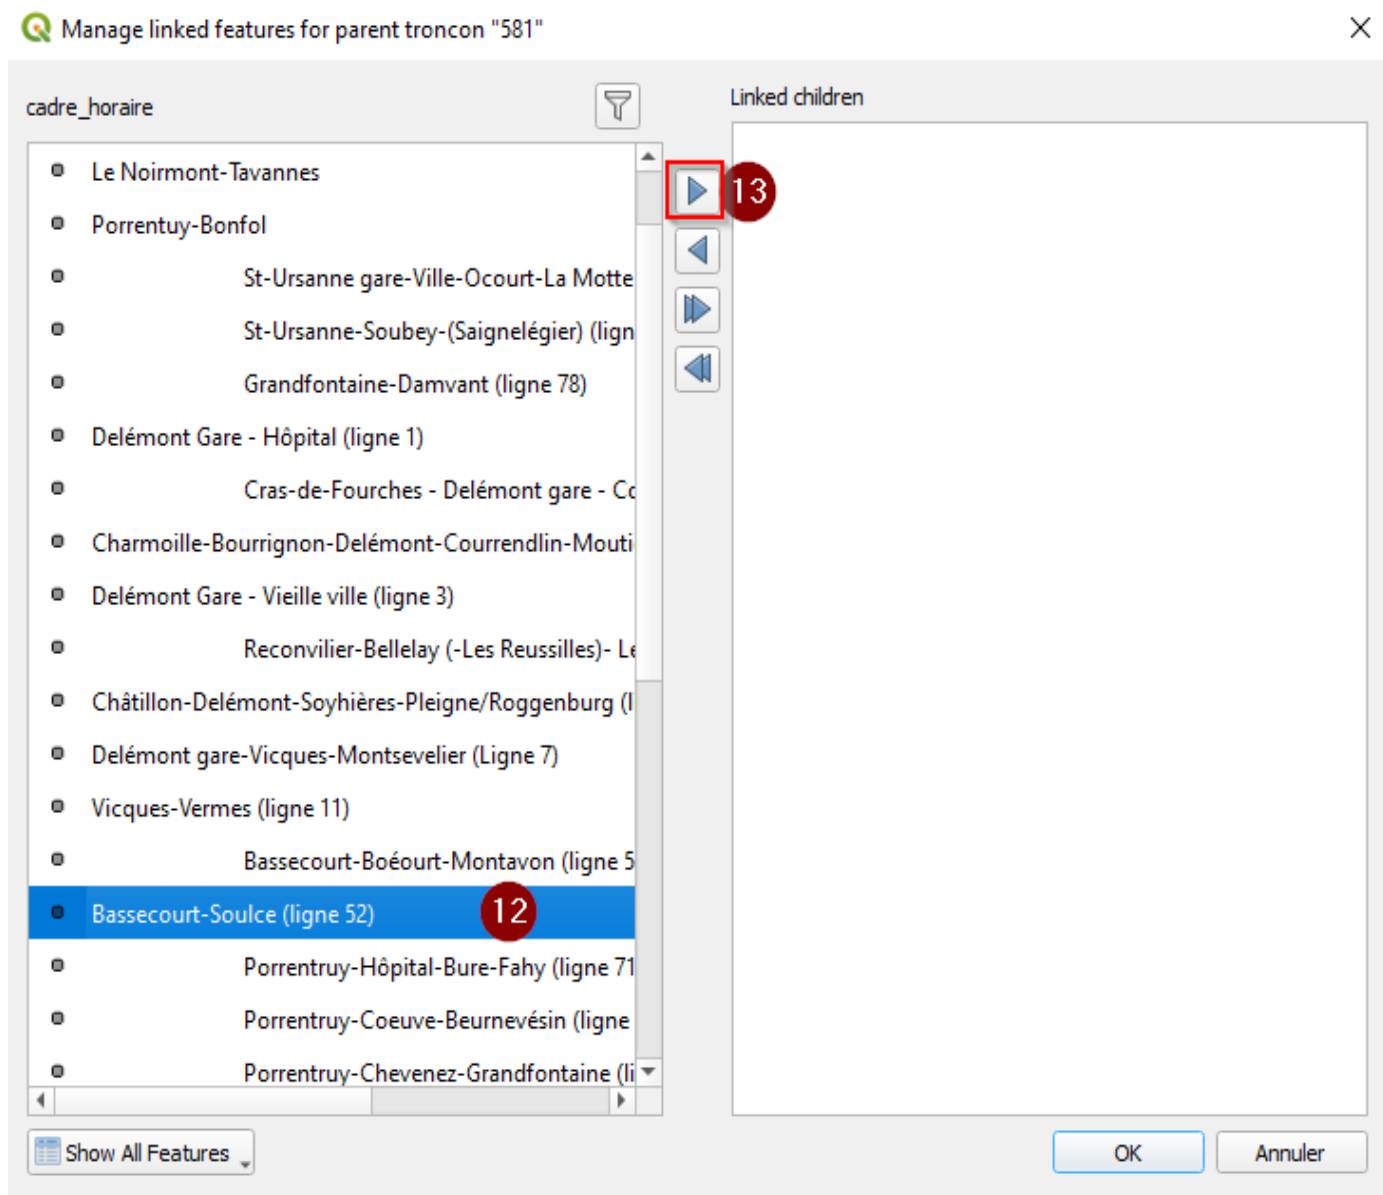 Manage linked features for parent troncon "581"
cadre_horaire
Linked children
Le Noirmont-Tavannes
13
Porrentuy-Bonfol
St-Ursanne gare-Ville-Ocourt-La Motte
St-Ursanne-Soubey-(Saignelégier) (lign
Grandfontaine-Damvant (ligne 78)
Delémont Gare - Hôpital (ligne 1)
Cras-de-Fourches - Delémont gare - Co
Charmoille-Bourrignon-Delémont-Courrendlin-Mouti
Delémont Gare - Vieille ville (ligne 3)
Reconvilier-Bellelay (-Les Reussilles)- Le
Châtillon-Delémont-Soyhières-Pleigne/Roggenburg (l
Delémont gare-Vicques-Montsevelier (Ligne 7)
Vicques-Vermes (ligne 11)
Bassecourt-Boéourt-Montavon (ligne 5
Bassecourt-Soulce (ligne 52)
12
Porrentruy-Hôpital-Bure-Fahy (ligne 71
Porrentruy-Coeuve-Beurnevésin (ligne
Porrentruy-Chevenez-Grandfontaine (li
Show All Features
OK
Annuler